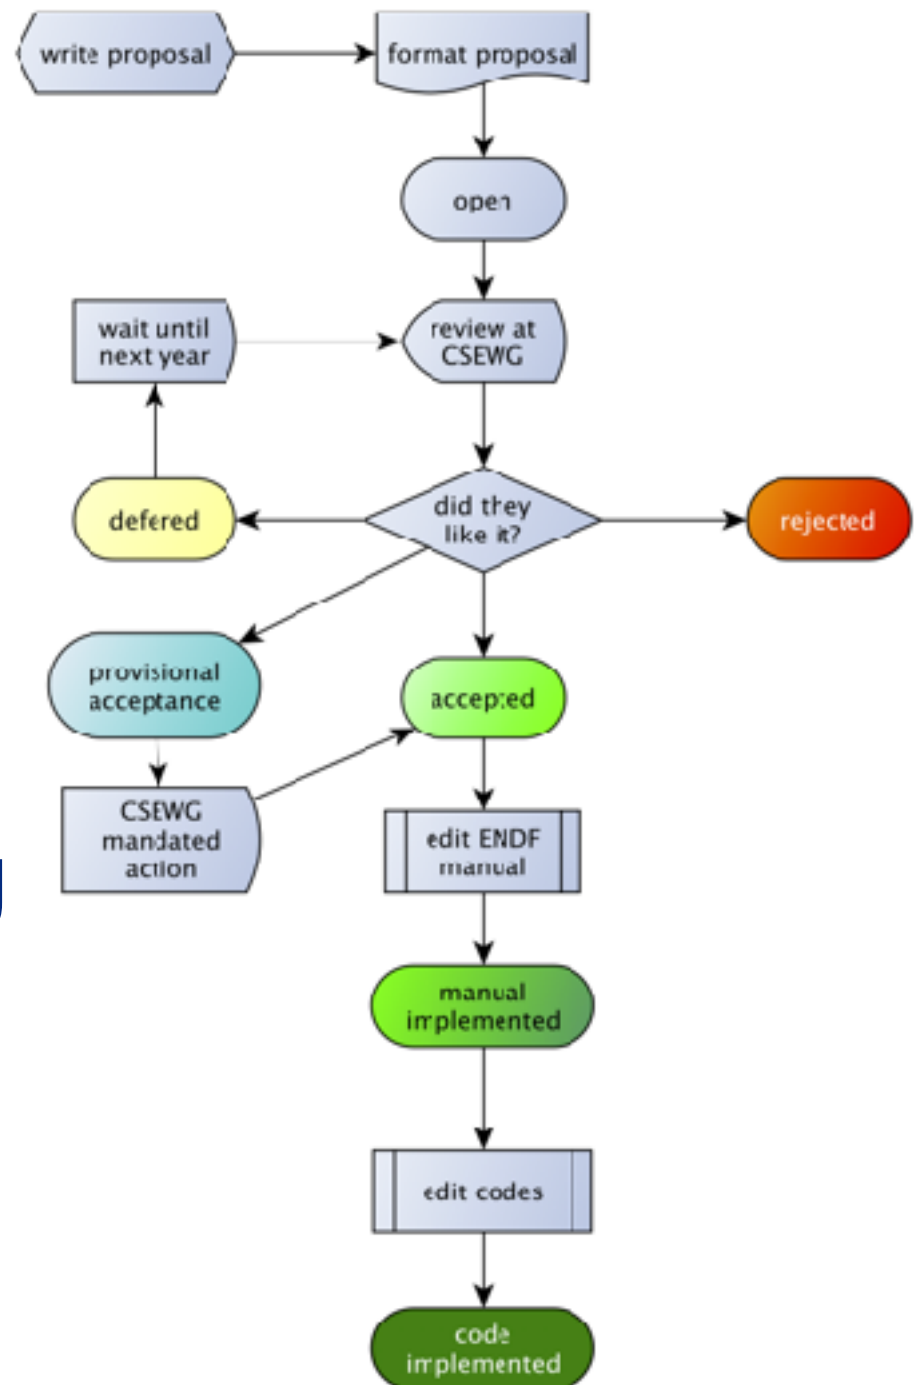 write proposal
format proposal
open
wait until
next year
review at
CSEWG
defered
did they
like it?
rejected
provisional
acceptance
accepted
CSEWG
mandated
action
edit ENDF
manual
manual
implemented
edit codes
code
implemented